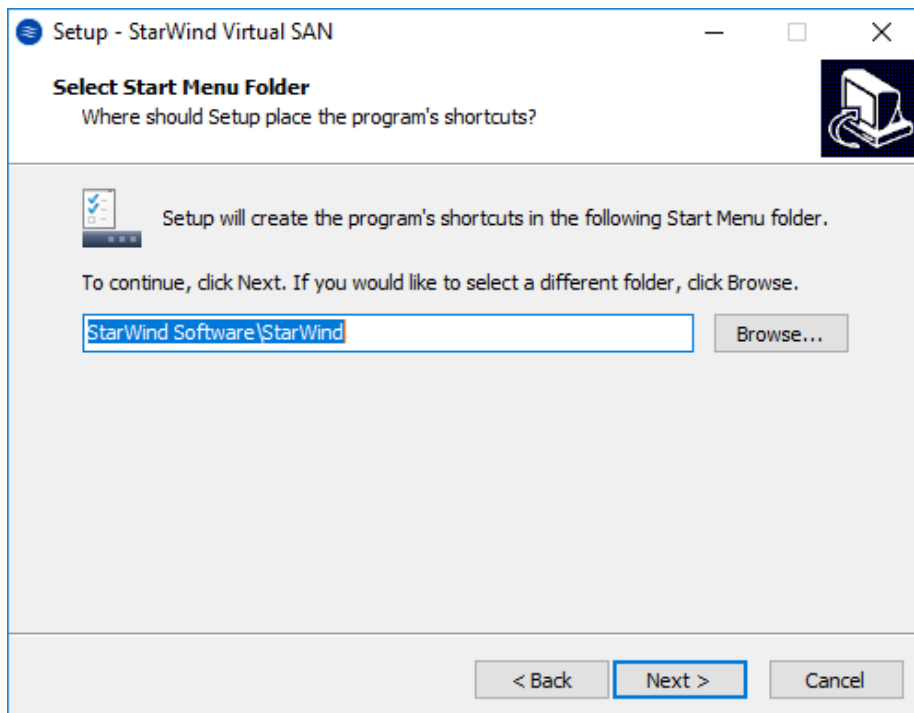 Setup - StarWind Virtual SAN
Select Start Menu Folder
Where should Setup place the program's shortcuts?
Setup will create the program's shortcuts in the following Start Menu folder.
To continue, click Next. If you would like to select a different folder, click Browse.
StarWind Software\StarWind
Browse...
< Back
Next >
Cancel